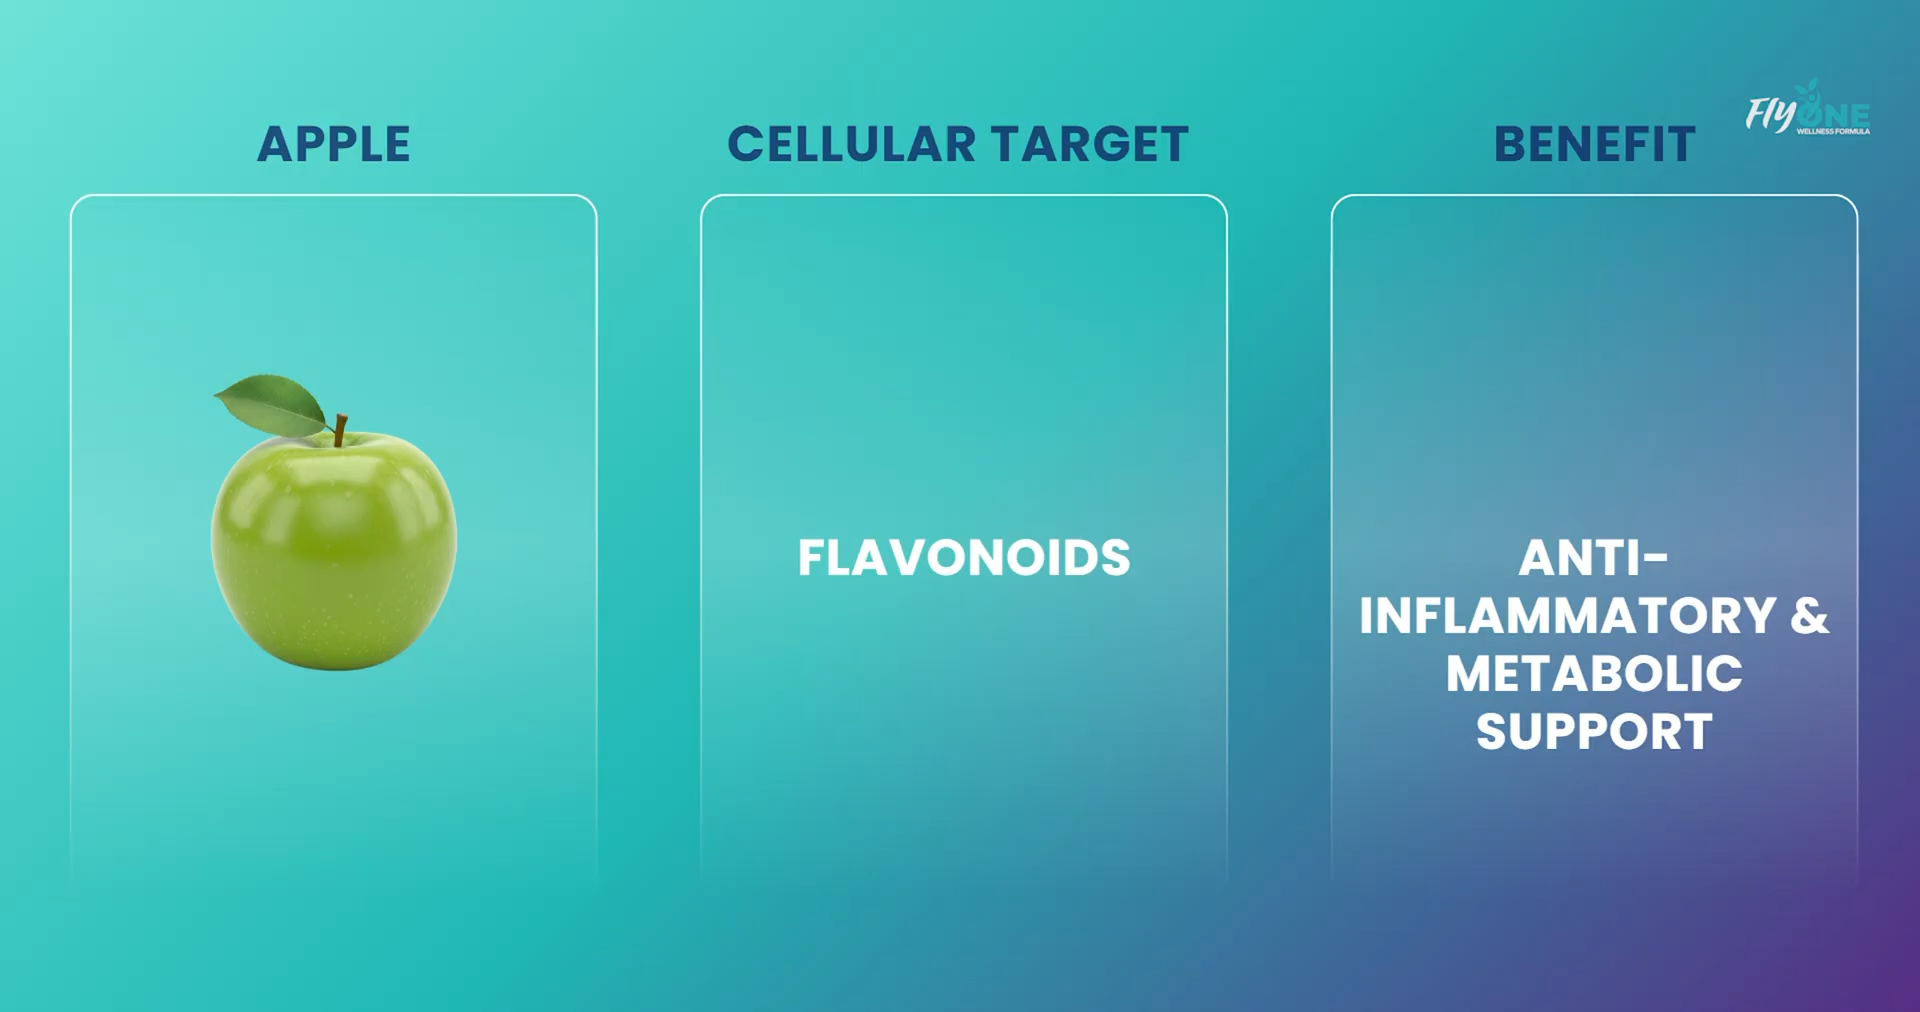 APPLE
CELLULAR TARGET
BENEFIT
FlyONE
WELLNESS FORMULA
FLAVONOIDS
ANTI-
INFLAMMATORY &
METABOLIC
SUPPORT